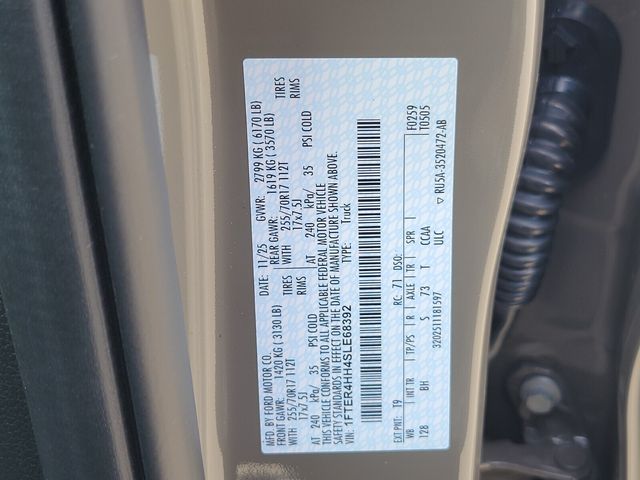 MFD. BY FORD MOTOR CO.
DATE: 11/25 GVWR: 2799 KG ( 6170 LB)
FRONT GAWR: 1420 KG ( 3130 LB) REAR GAWR: 1619 KG ( 3570 LB)
WITH 255/70R17 112T TIRES WITH 255/70R17 112T TIRES
17x7.5J RIMS 17x7.5J RIMS
AT 240 kPa/ 35 PSI COLD AT 240 kPa/ 35 PSI COLD
THIS VEHICLE CONFORMS TO ALL APPLICABLE FEDERAL MOTOR VEHICLE
SAFETY STANDARDS IN EFFECT ON THE DATE OF MANUFACTURE SHOWN ABOVE.
VIN: 1FTER4HH4SLE68392 TYPE: Truck
F0259
T0505
EXT PNT: T9 RC: 71 DSO:
WB INT TR TP/PS R AXLE TR SPR
128 BH S 73 T CCAA
ULC
3202511181597
▽ RU5A-3520472-AB